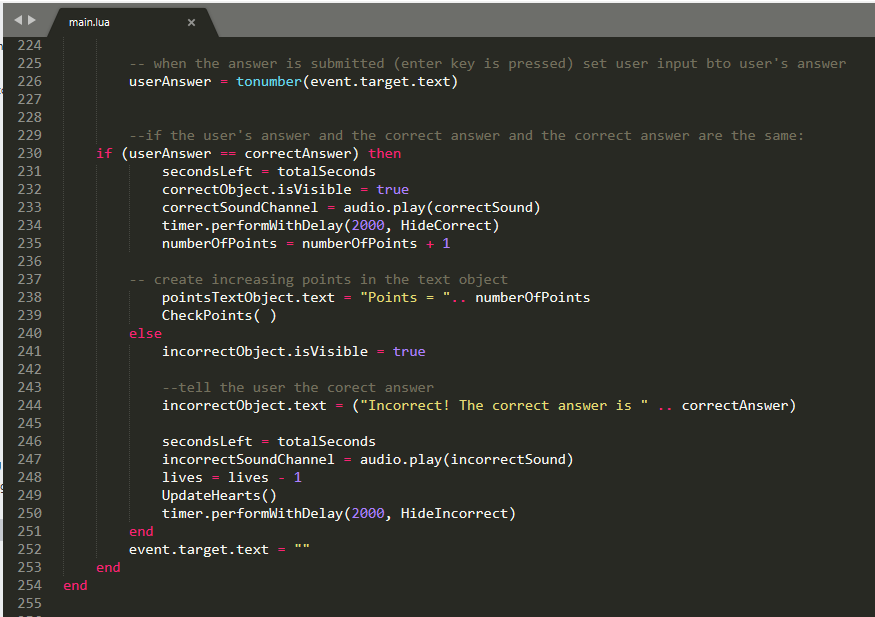 main.lua ×
224
225 -- when the answer is submitted (enter key is pressed) set user input bto user's answer
226 userAnswer = tonumber(event.target.text)
227
228
229 --if the user's answer and the correct answer and the correct answer are the same:
230 if (userAnswer == correctAnswer) then
231 secondsLeft = totalSeconds
232 correctObject.isVisible = true
233 correctSoundChannel = audio.play(correctSound)
234 timer.performWithDelay(2000, HideCorrect)
235 numberOfPoints = numberOfPoints + 1
236
237 -- create increasing points in the text object
238 pointsTextObject.text = "Points = ".. numberOfPoints
239 CheckPoints( )
240 else
241 incorrectObject.isVisible = true
242
243 --tell the user the corect answer
244 incorrectObject.text = ("Incorrect! The correct answer is " .. correctAnswer)
245
246 secondsLeft = totalSeconds
247 incorrectSoundChannel = audio.play(incorrectSound)
248 lives = lives - 1
249 UpdateHearts()
250 timer.performWithDelay(2000, HideIncorrect)
251 end
252 event.target.text = ""
253 end
254 end
255